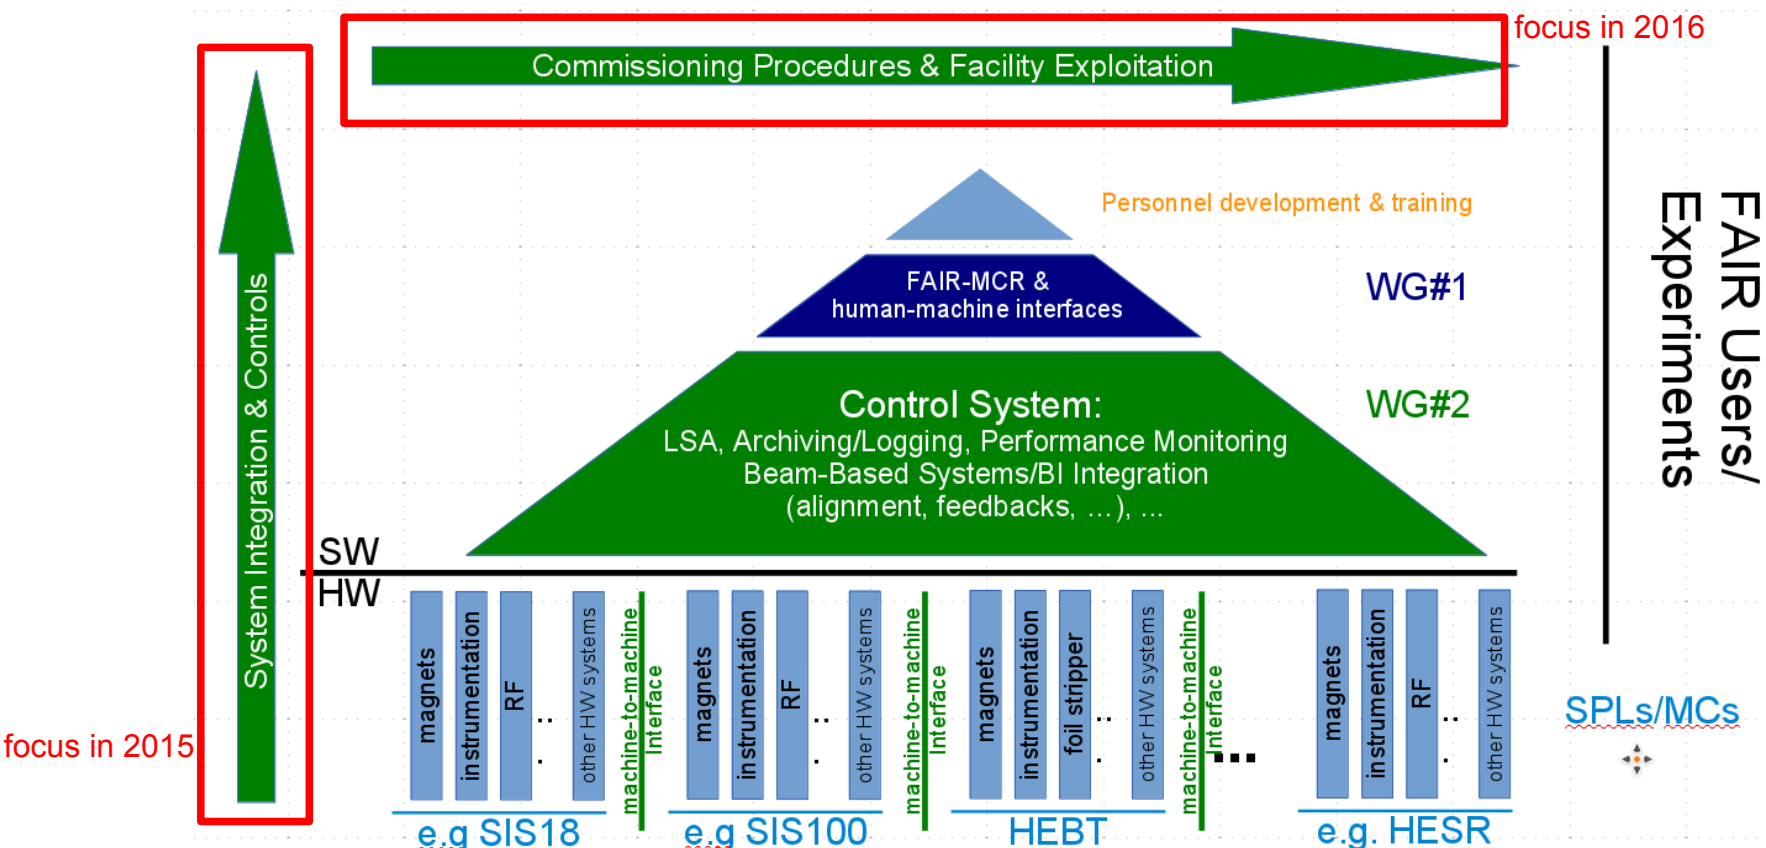 focus in 2016
Commissioning Procedures & Facility Exploitation
System Integration & Controls
focus in 2015
Personnel development & training
FAIR-MCR &
human-machine interfaces
WG#1
Control System:
LSA, Archiving/Logging, Performance Monitoring
Beam-Based Systems/BI Integration
(alignment, feedbacks, ...), ...
WG#2
FAIR Users/
Experiments
SW
HW
magnets
instrumentation
RF
...
other HW systems
machine-to-machine
Interface
magnets
instrumentation
RF
...
other HW systems
machine-to-machine
Interface
magnets
instrumentation
foil stripper
...
other HW systems
machine-to-machine
Interface
...
magnets
instrumentation
RF
...
other HW systems
SPLs/MCs
e.g SIS18
e.g SIS100
HEBT
e.g. HESR